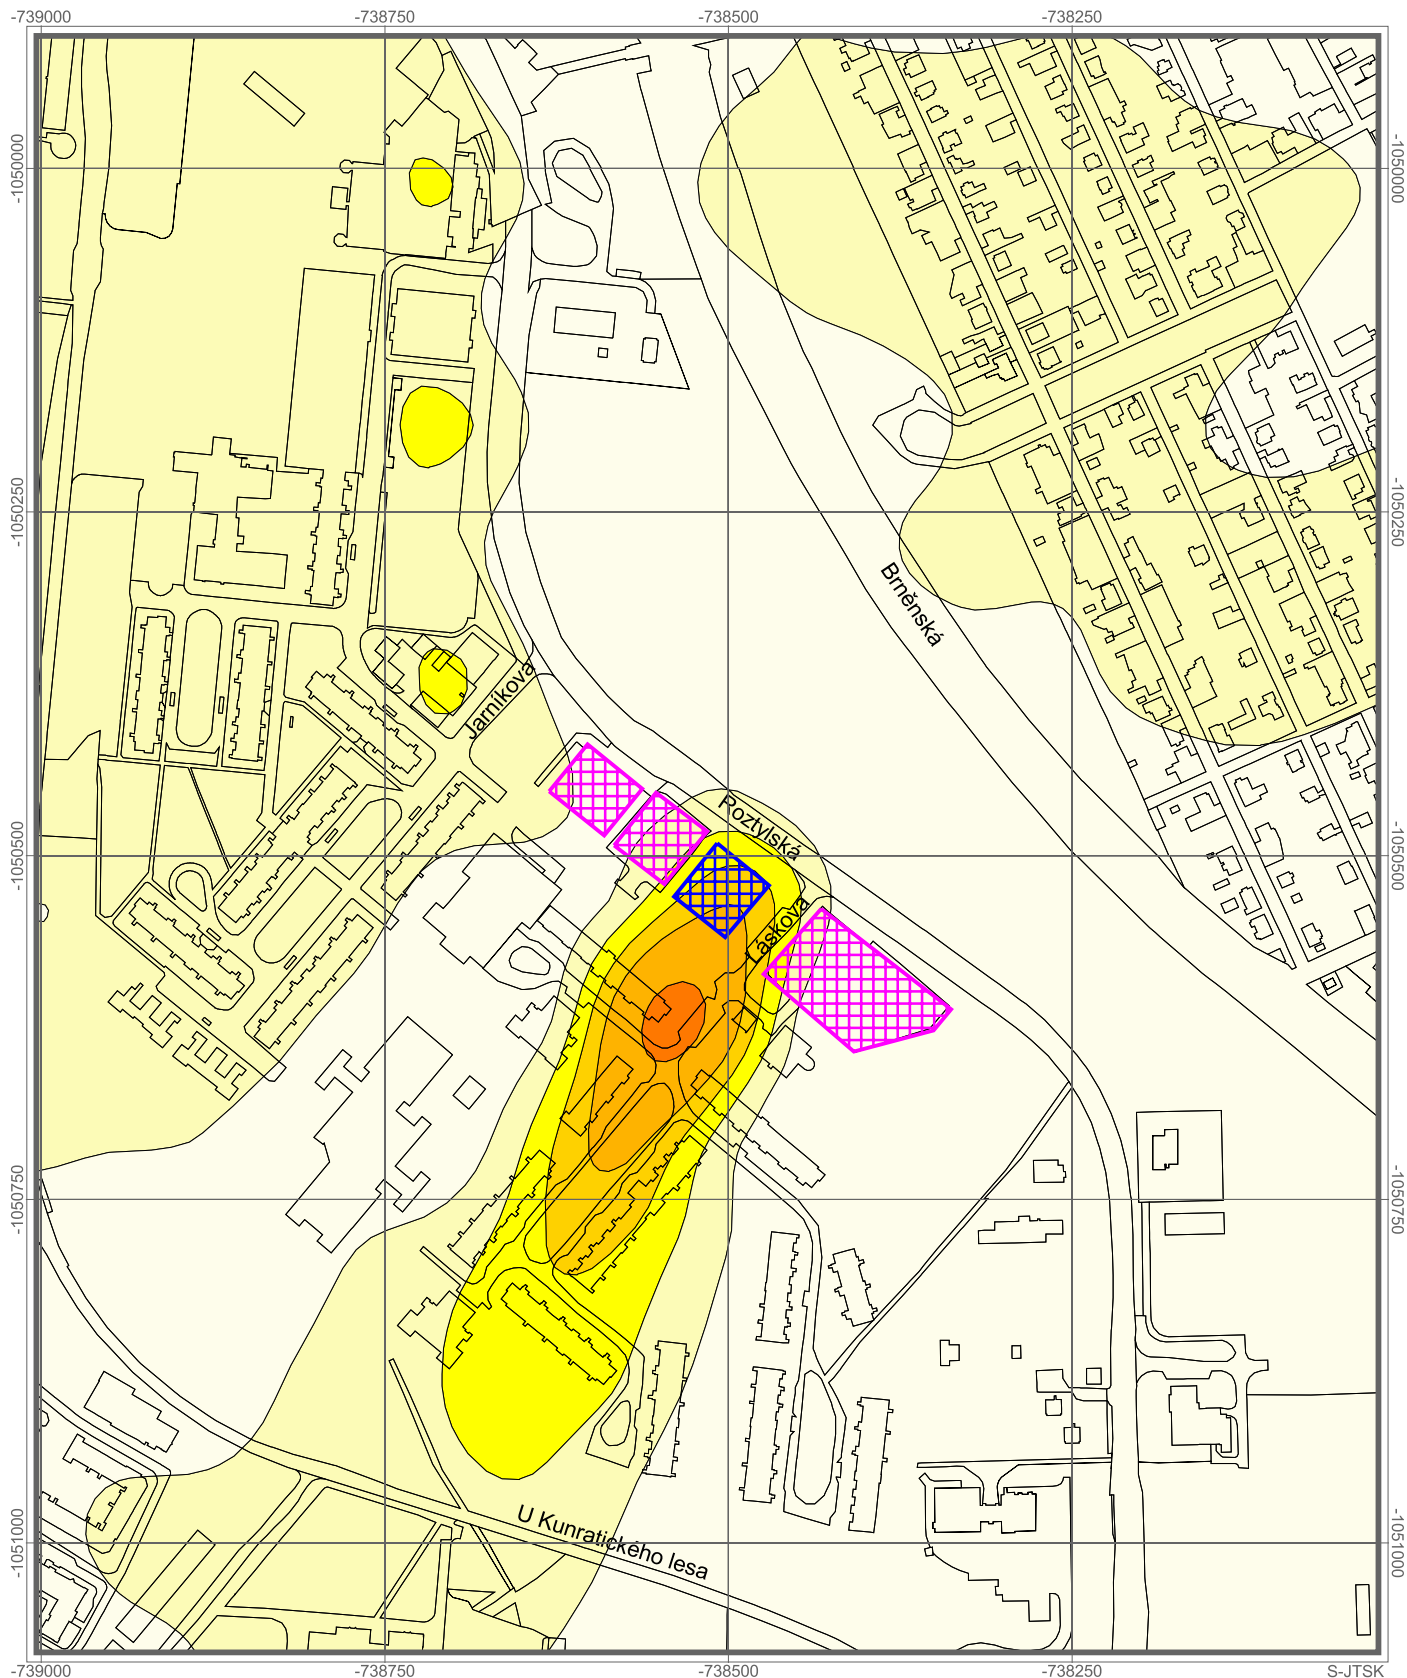 -739000 -738750 -738500 -738250
-1050000 -1050000
-1050250 -1050250
Brněnská
Jarníkova
Roztylská
-1050500 -1050500
Láskova
-1050750 -1050750
U Kunratického lesa
-1051000 -1051000
-739000 -738750 -738500 -738250 S-JTSK